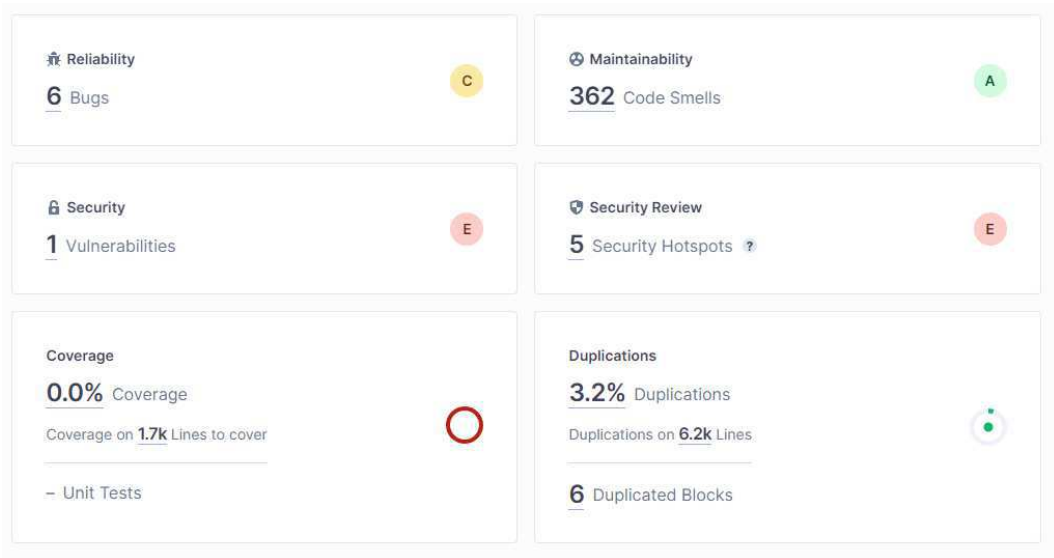 Reliability
6 Bugs
C
Maintainability
362 Code Smells
A
Security
1 Vulnerabilities
E
Security Review
5 Security Hotspots ?
E
Coverage
0.0% Coverage
Coverage on 1.7k Lines to cover
– Unit Tests
Duplications
3.2% Duplications
Duplications on 6.2k Lines
6 Duplicated Blocks